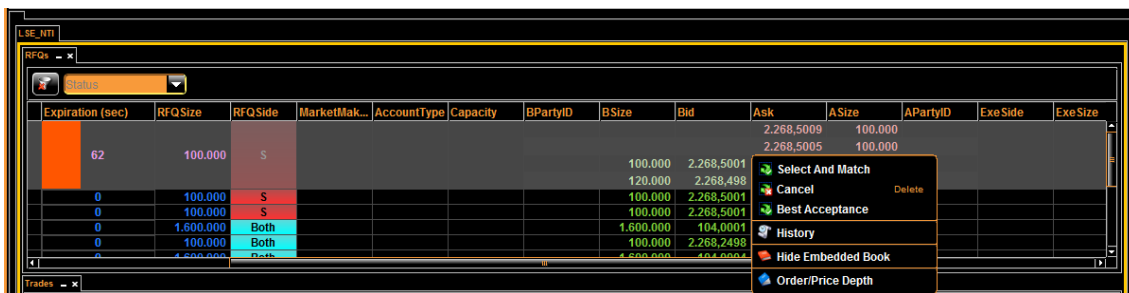 LSE_NTI
RFQs
Status
Expiration (sec) RFQSize RFQSide MarketMak... AccountType Capacity BPartyID BSize Bid Ask ASize APartyID ExeSide ExeSize
2.268,5009 100.000
2.268,5005 100.000
62 100.000 S
100.000 2.268,5001
120.000 2.268,498
0 100.000 S 100.000 2.268,5001
0 100.000 S 100.000 2.268,5001
0 1.600.000 Both 1.600.000 104,0001
0 100.000 Both 100.000 2.268,2498
Select And Match
Cancel Delete
Best Acceptance
History
Hide Embedded Book
Order/Price Depth
Trades